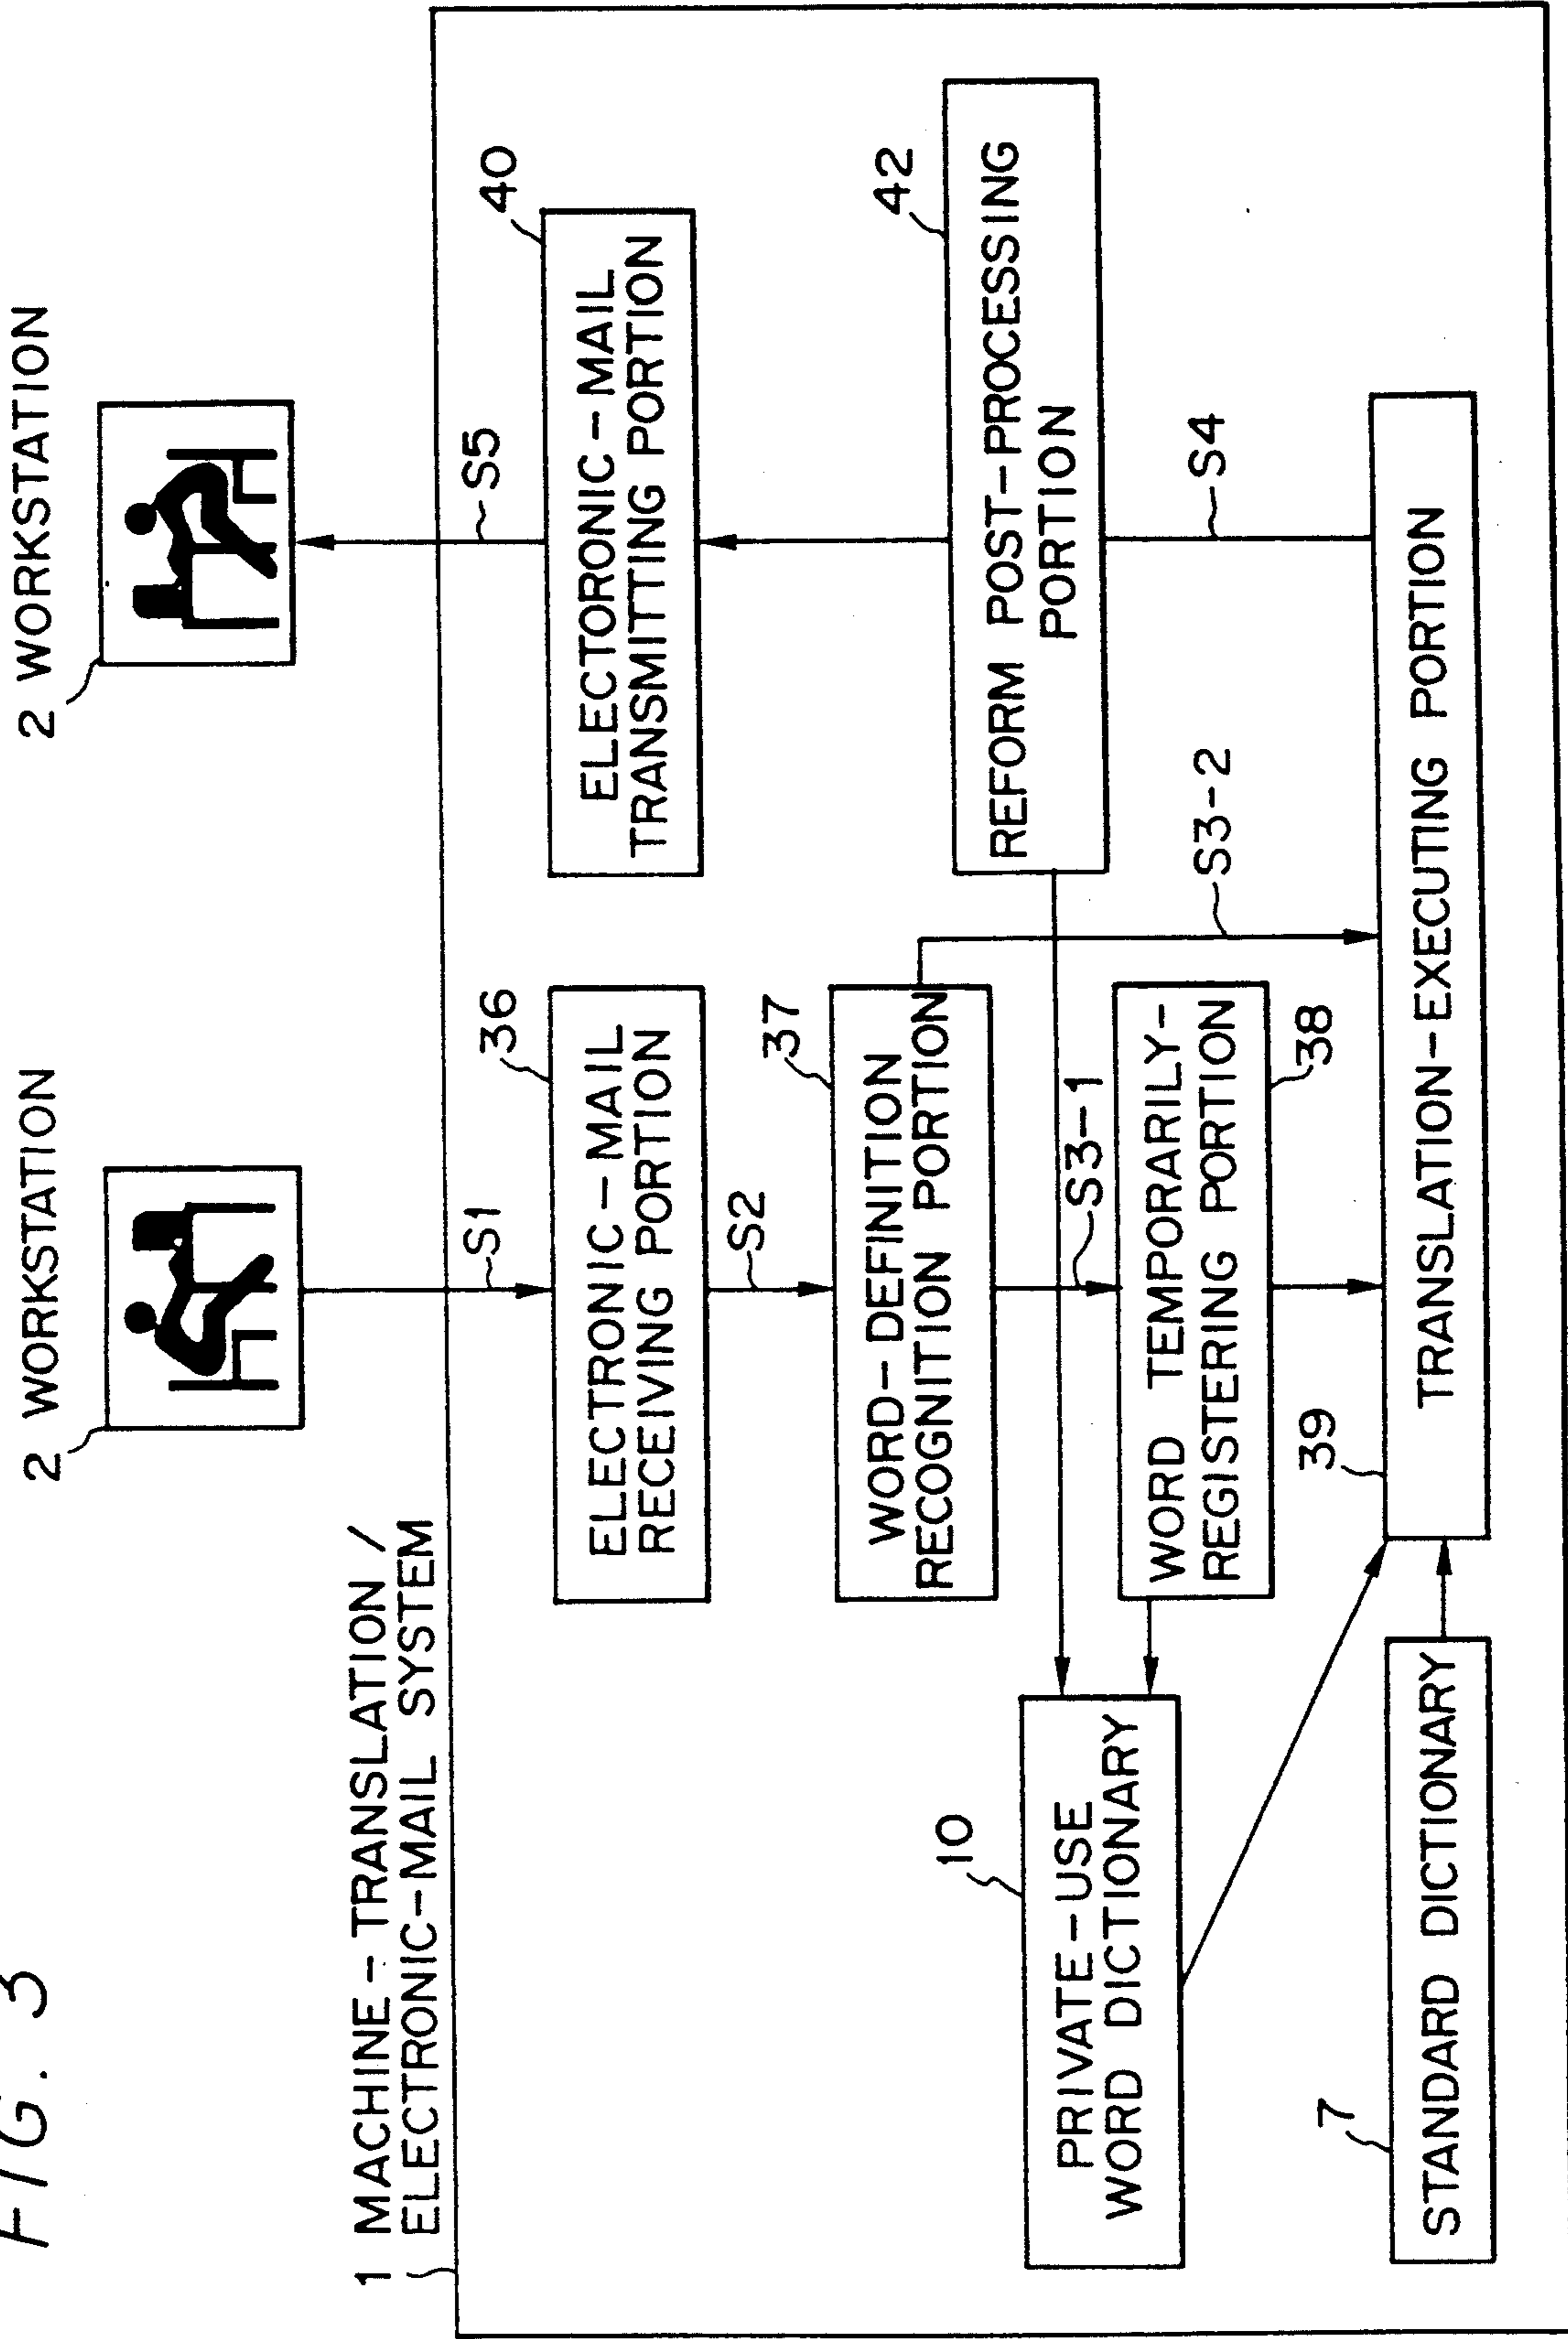 FIG. 3
2 WORKSTATION
2 WORKSTATION
1 MACHINE-TRANSLATION /
ELECTRONIC-MAIL SYSTEM
S1
S5
36
ELECTRONIC-MAIL
RECEIVING PORTION
40
ELECTORONIC-MAIL
TRANSMITTING PORTION
S2
37
WORD-DEFINITION
RECOGNITION PORTION
42
REFORM POST-PROCESSING
PORTION
10
PRIVATE-USE
WORD DICTIONARY
S3-1
WORD TEMPORARILY-
REGISTERING PORTION
38
S3-2
S4
7
STANDARD DICTIONARY
39
TRANSLATION-EXECUTING PORTION